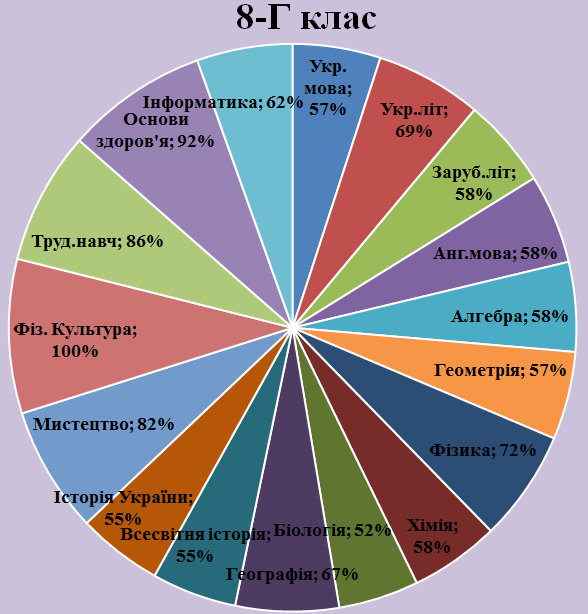 8-Г клас
Укр.
мова;
57%
Укр.літ;
69%
Заруб.літ;
58%
Анг.мова; 58%
Алгебра; 58%
Геометрія; 57%
Фізика; 72%
Хімія;
58%
Біологія; 52%
Географія; 67%
Всесвітня історія;
55%
Історія України;
55%
Мистецтво; 82%
Фіз. Культура;
100%
Труд.навч; 86%
Основи
здоров'я; 92%
Інформатика; 62%